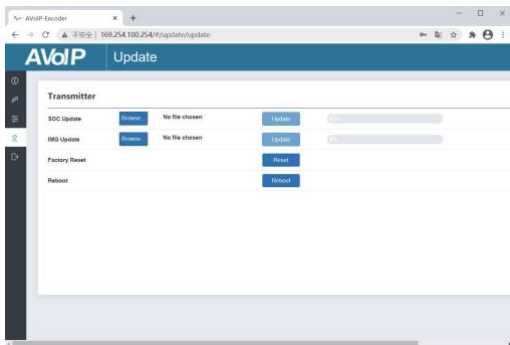 AVoIP-Encoder
不安全 | 169.254.100.254/#/update/update
AVoIP Update
Transmitter
SOC Update Browse... No file chosen Update
IMG Update Browse... No file chosen Update
Factory Reset Reset
Reboot Reboot